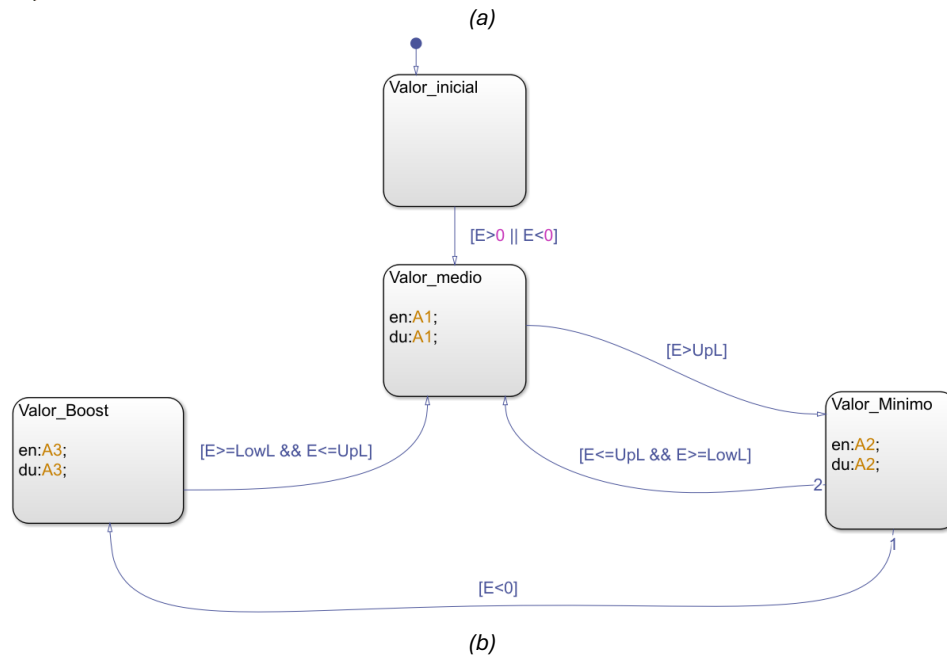 (a)
Valor_inicial
[E>0 || E<0]
Valor_medio
en:A1;
du:A1;
[E>UpL]
Valor_Boost
en:A3;
du:A3;
[E>=LowL && E<=UpL]
[E<=UpL && E>=LowL]
Valor_Minimo
en:A2;
du:A2;
2
1
[E<0]
(b)